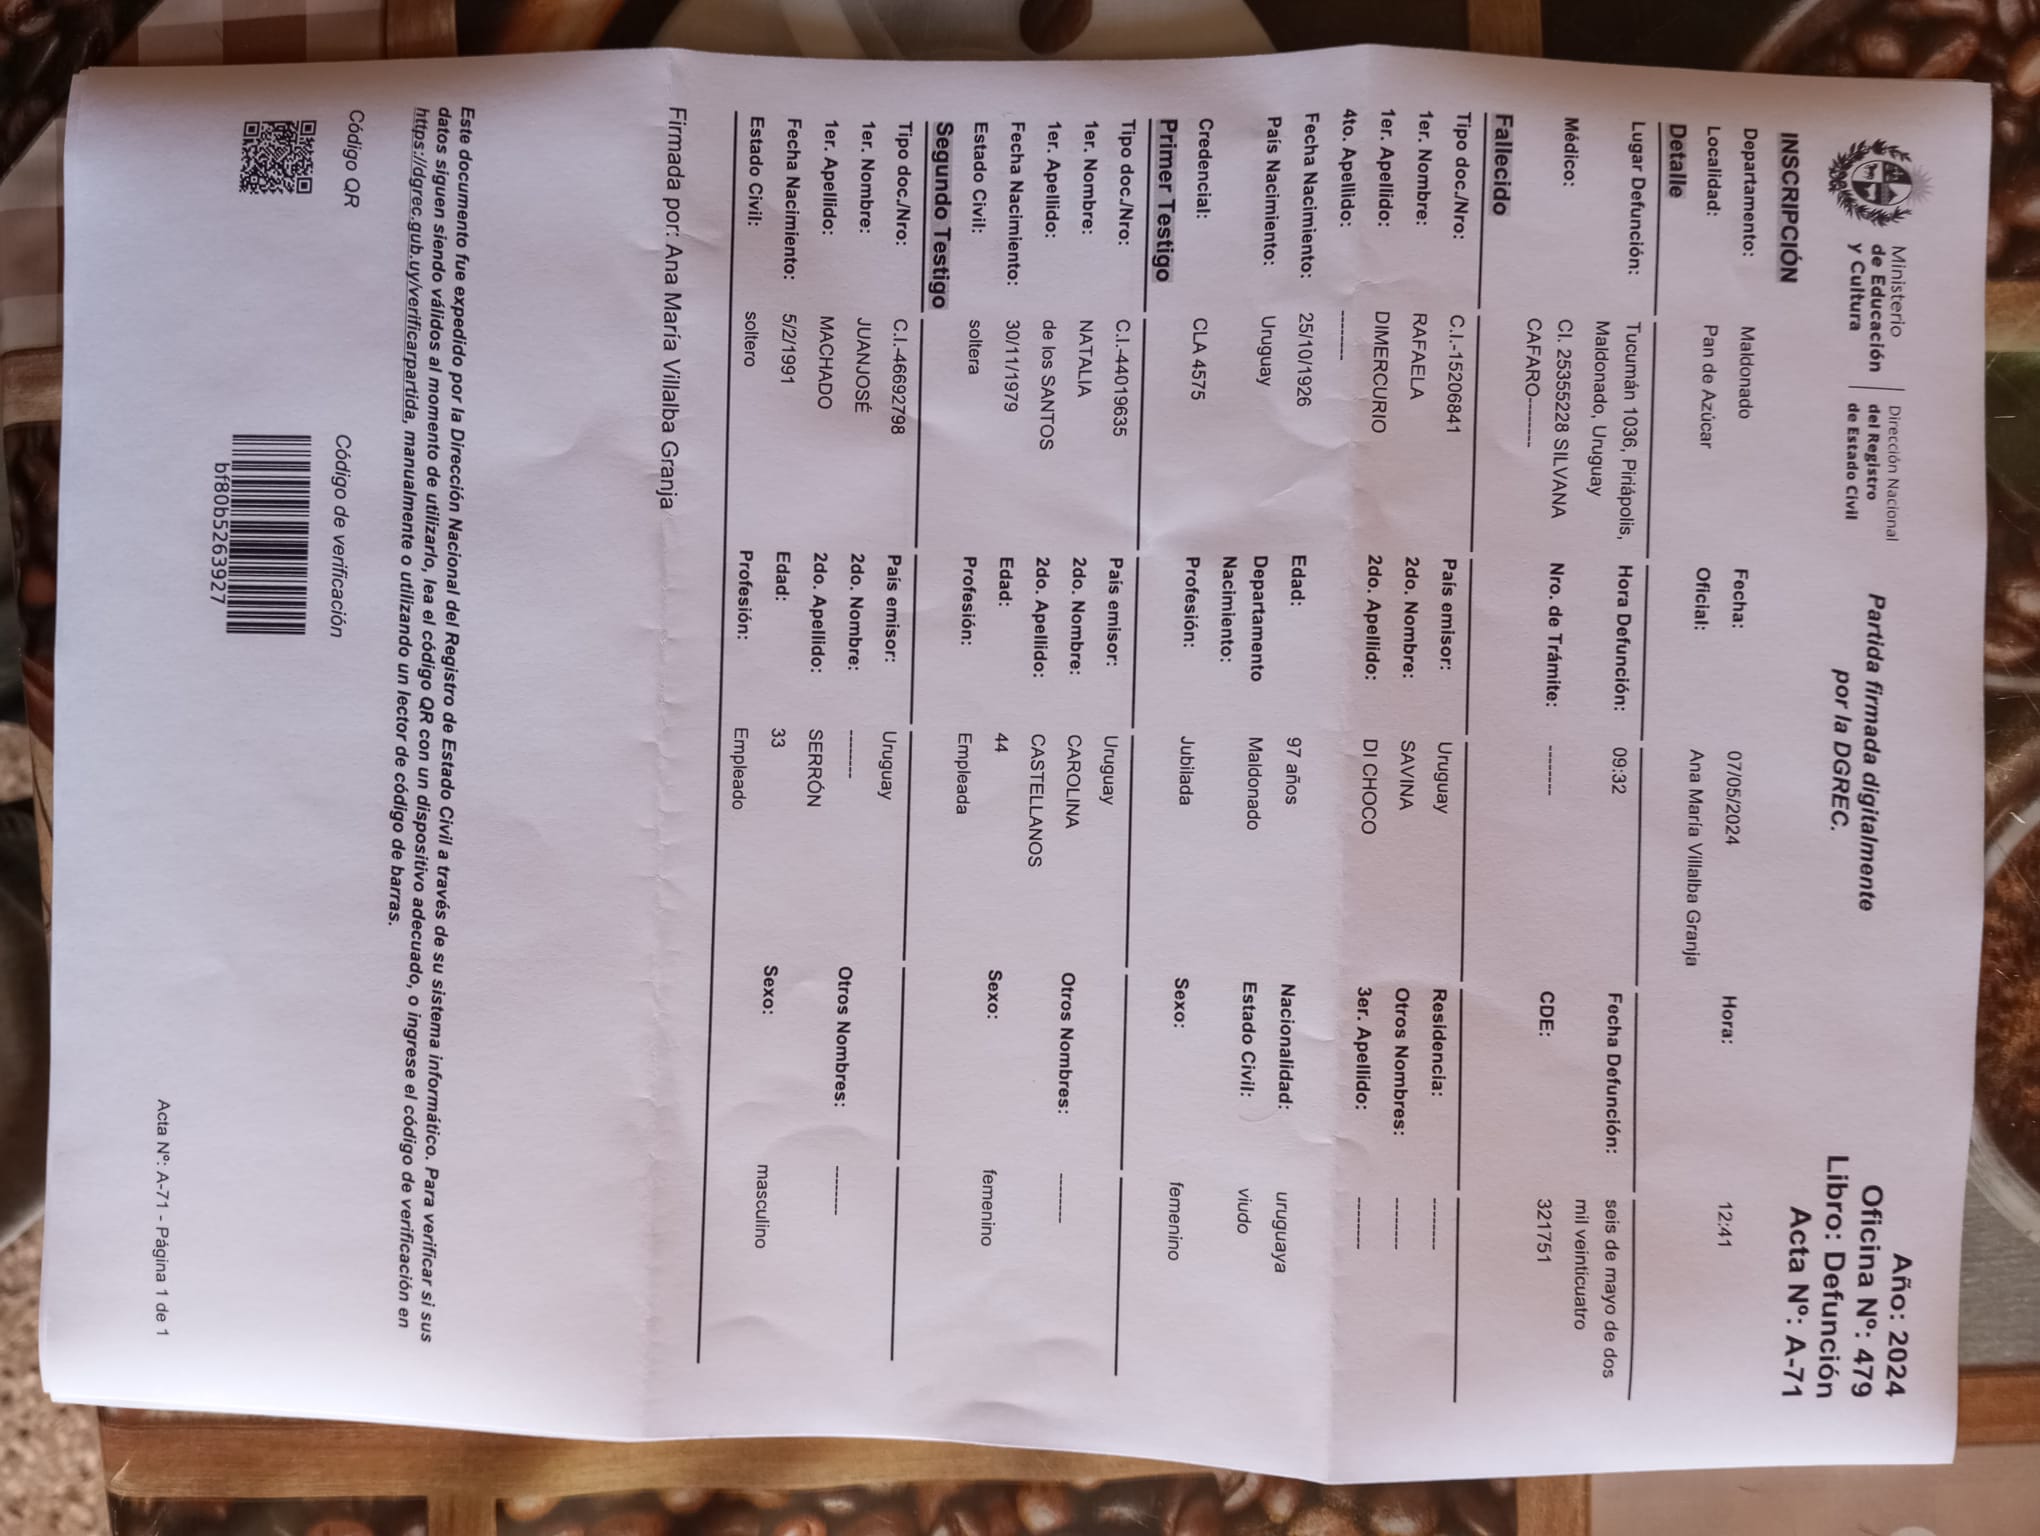 Ministerio
de Educación
y Cultura
Dirección Nacional
del Registro
de Estado Civil
Partida firmada digitalmente
por la DGREC.
Año: 2024
Oficina Nº: 479
Libro: Defunción
Acta Nº: A-71
INSCRIPCIÓN
Departamento: Maldonado Fecha: 07/05/2024 Hora: 12:41
Localidad: Pan de Azúcar Oficial: Ana María Villalba Granja
Detalle
Lugar Defunción: Tucumán 1036, Piriápolis, Hora Defunción: 09:32 Fecha Defunción: seis de mayo de dos
Maldonado, Uruguay mil veinticuatro
Médico: CI. 25355228 SILVANA Nro. de Trámite: -------- CDE: 321751
CAFARO--------
Fallecido
Tipo doc./Nro: C.I.-15206841 País emisor: Uruguay Residencia: --------
1er. Nombre: RAFAELA 2do. Nombre: SAVINA Otros Nombres: --------
1er. Apellido: DIMERCURIO 2do. Apellido: DI CHOCO 3er. Apellido: --------
4to. Apellido: --------
Fecha Nacimiento: 25/10/1926 Edad: 97 años Nacionalidad: uruguaya
País Nacimiento: Uruguay Departamento Maldonado Estado Civil: viudo
Nacimiento:
Credencial: CLA 4575 Profesión: Jubilada Sexo: femenino
Primer Testigo
Tipo doc./Nro: C.I.-44019635 País emisor: Uruguay
1er. Nombre: NATALIA 2do. Nombre: CAROLINA Otros Nombres: --------
1er. Apellido: de los SANTOS 2do. Apellido: CASTELLANOS
Fecha Nacimiento: 30/11/1979 Edad: 44 Sexo: femenino
Estado Civil: soltera Profesión: Empleada
Segundo Testigo
Tipo doc./Nro: C.I.-46692798 País emisor: Uruguay
1er. Nombre: JUANJOSÉ 2do. Nombre: -------- Otros Nombres: --------
1er. Apellido: MACHADO 2do. Apellido: SERRÓN
Fecha Nacimiento: 5/2/1991 Edad: 33 Sexo: masculino
Estado Civil: soltero Profesión: Empleado
Firmada por: Ana María Villalba Granja
Este documento fue expedido por la Dirección Nacional del Registro de Estado Civil a través de su sistema informático. Para verificar si sus
datos siguen siendo válidos al momento de utilizarlo, lea el código QR con un dispositivo adecuado, o ingrese el código de verificación en
https://dgrec.gub.uy/verificarpartida, manualmente o utilizando un lector de código de barras.
Código QR
Código de verificación
bf80b5263927
Acta Nº: A-71 - Página 1 de 1